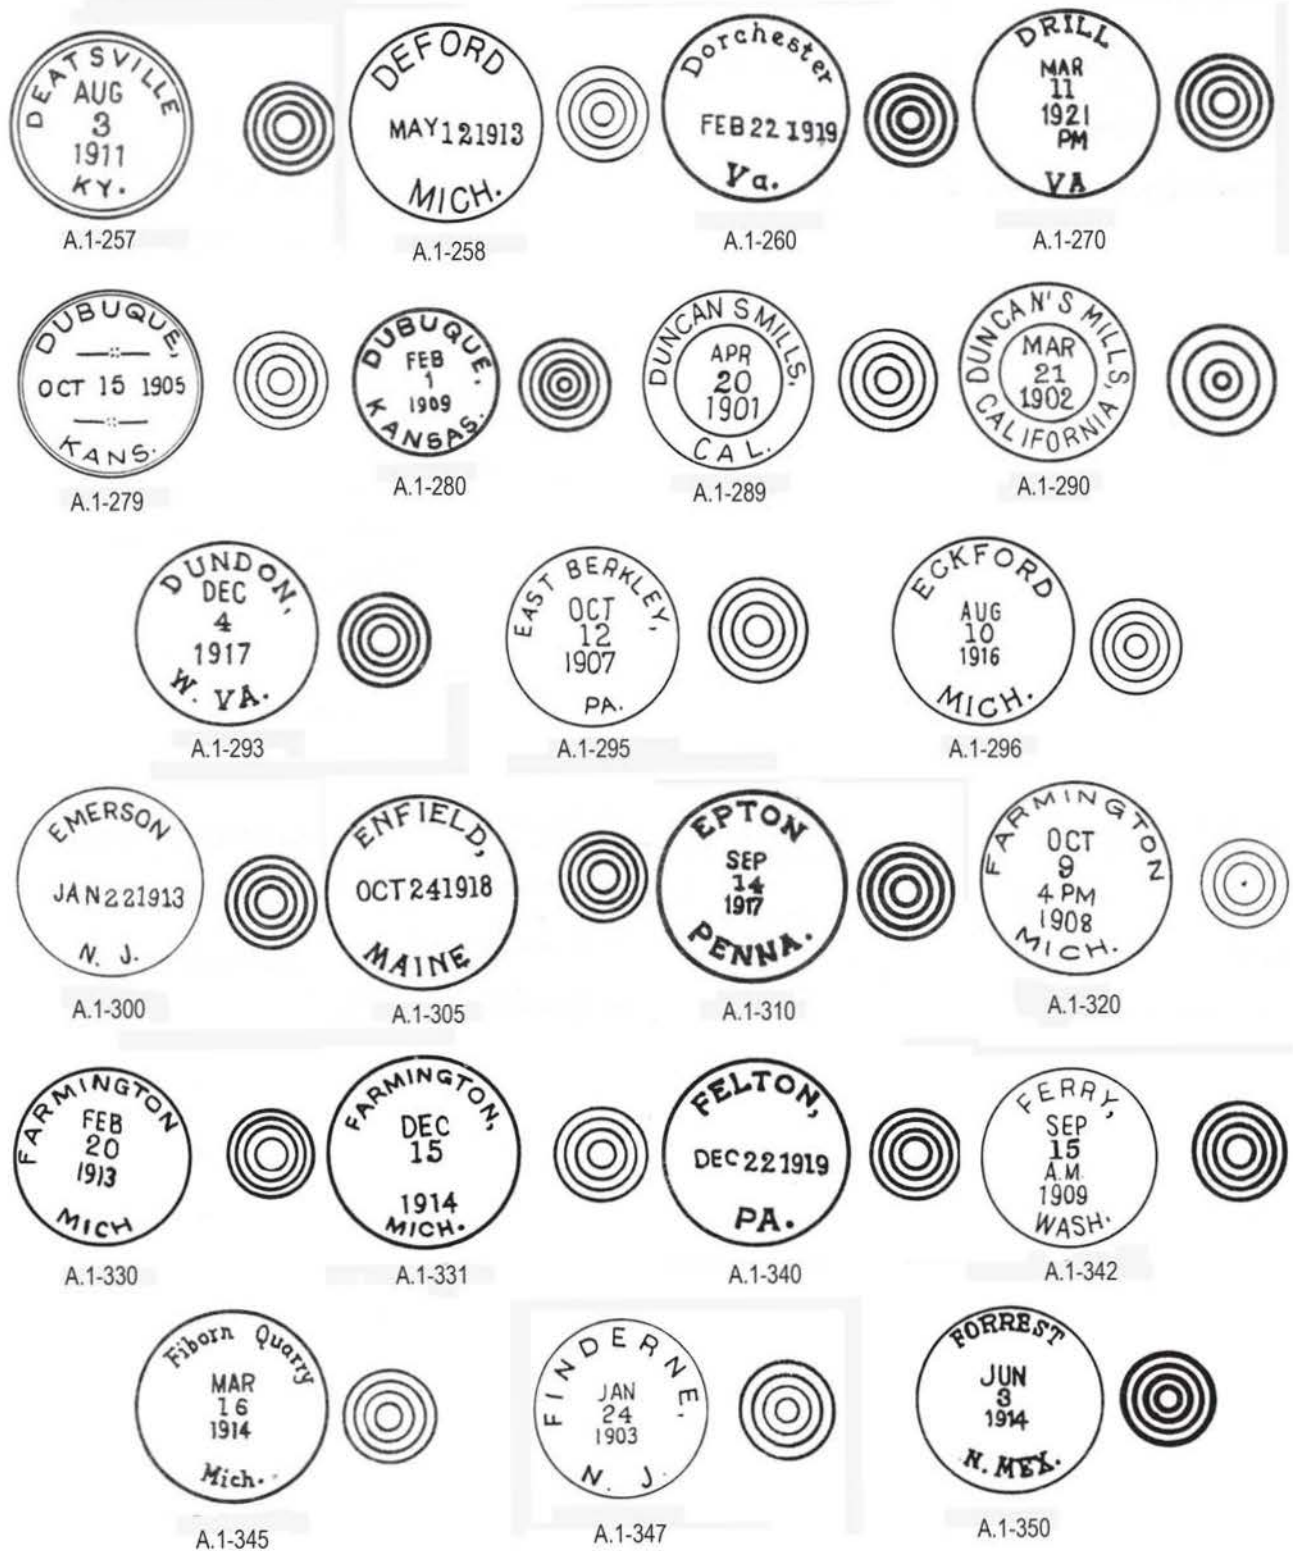 DEATSVILLE
AUG
3
1911
KY.
A.1-257
DEFORD
MAY 12 1913
MICH.
A.1-258
Dorchester
FEB 22 1919
Va.
A.1-260
DRILL
MAR
11
1921
PM
VA
A.1-270
DUBUQUE,
OCT 15 1905
KANS.
A.1-279
DUBUQUE,
FEB
1
1909
KANSAS.
A.1-280
DUNCAN S MILLS,
APR
20
1901
CAL.
A.1-289
DUNCAN'S MILLS,
MAR
21
1902
CALIFORNIA
A.1-290
DUNDON,
DEC
4
1917
W. VA.
A.1-293
EAST BERKLEY,
OCT
12
1907
PA.
A.1-295
ECKFORD
AUG
10
1916
MICH.
A.1-296
EMERSON
JAN 22 1913
N. J.
A.1-300
ENFIELD,
OCT 24 1918
MAINE
A.1-305
EPTON
SEP
14
1917
PENNA.
A.1-310
FARMINGTON
OCT
9
4 PM
1908
MICH.
A.1-320
FARMINGTON
FEB
20
1913
MICH
A.1-330
FARMINGTON,
DEC
15
1914
MICH.
A.1-331
FELTON,
DEC 22 1919
PA.
A.1-340
FERRY,
SEP
15
A.M.
1909
WASH.
A.1-342
Fiborn Quarry
MAR
16
1914
Mich.
A.1-345
FINDERNE,
JAN
24
1903
N. J.
A.1-347
FORREST
JUN
3
1914
N. MEX.
A.1-350